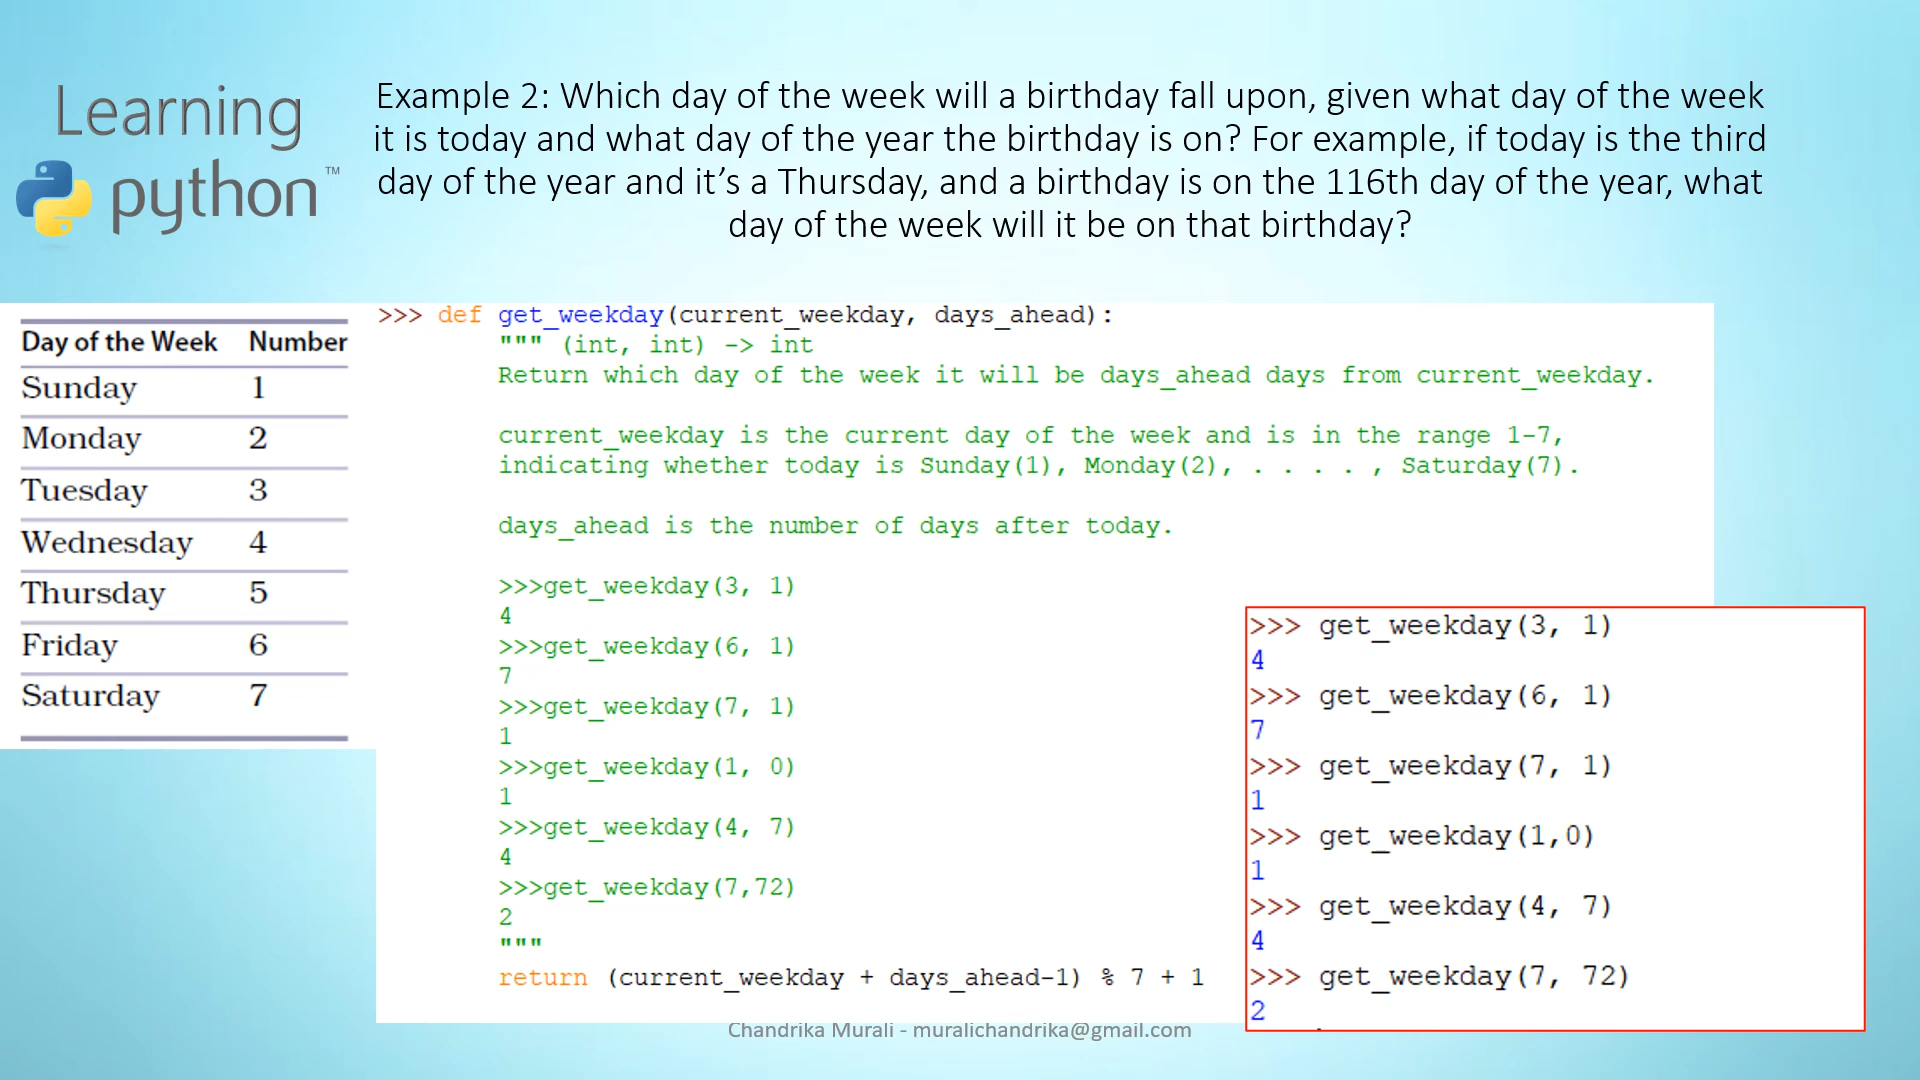 Learning
python™
Example 2: Which day of the week will a birthday fall upon, given what day of the week
it is today and what day of the year the birthday is on? For example, if today is the third
day of the year and it’s a Thursday, and a birthday is on the 116th day of the year, what
day of the week will it be on that birthday?
Day of the Week Number
Sunday 1
Monday 2
Tuesday 3
Wednesday 4
Thursday 5
Friday 6
Saturday 7
>>> def get_weekday(current_weekday, days_ahead):
""" (int, int) -> int
Return which day of the week it will be days_ahead days from current_weekday.
current_weekday is the current day of the week and is in the range 1-7,
indicating whether today is Sunday(1), Monday(2), . . . . , Saturday(7).
days_ahead is the number of days after today.
>>>get_weekday(3, 1)
4
>>>get_weekday(6, 1)
7
>>>get_weekday(7, 1)
1
>>>get_weekday(1, 0)
1
>>>get_weekday(4, 7)
4
>>>get_weekday(7,72)
2
"""
return (current_weekday + days_ahead-1) % 7 + 1
>>> get_weekday(3, 1)
4
>>> get_weekday(6, 1)
7
>>> get_weekday(7, 1)
1
>>> get_weekday(1,0)
1
>>> get_weekday(4, 7)
4
>>> get_weekday(7, 72)
2
Chandrika Murali - muralichandrika@gmail.com